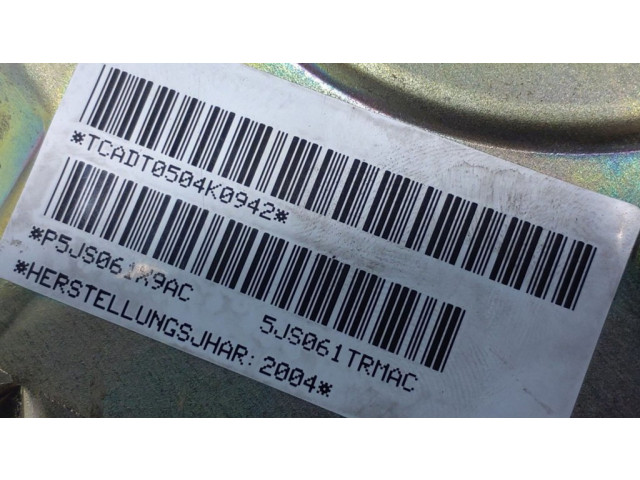 *TCADT0504K0942*
*P5JS061X9AC 5JS061TRMAC
*HERSTELLUNGSJHAR: 2004*